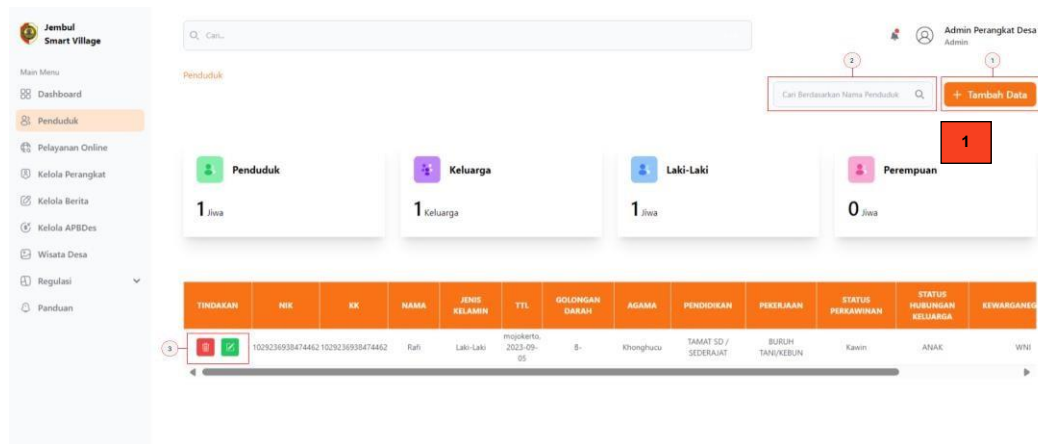 Jembul
Smart Village
Cari...
Admin Perangkat Desa
Admin
Main Menu
Dashboard
Penduduk
Pelayanan Online
Kelola Perangkat
Kelola Berita
Kelola APBDes
Wisata Desa
Regulasi
Panduan
Penduduk
2
1
Cari Berdasarkan Nama Penduduk
+ Tambah Data
1
Penduduk
1 Jiwa
Keluarga
1 Keluarga
Laki-Laki
1 Jiwa
Perempuan
0 Jiwa
TINDAKAN NIK KK NAMA JENIS KELAMIN TTL GOLONGAN DARAH AGAMA PENDIDIKAN PEKERJAAN STATUS PERKAWINAN STATUS HUBUNGAN KELUARGA KEWARGANEG
3
1029236938474462 1029236938474462 Rafi Laki-Laki mojokerto, 2023-09-05 B- Khonghucu TAMAT SD / SEDERAJAT BURUH TANI/KEBUN Kawin ANAK WNI